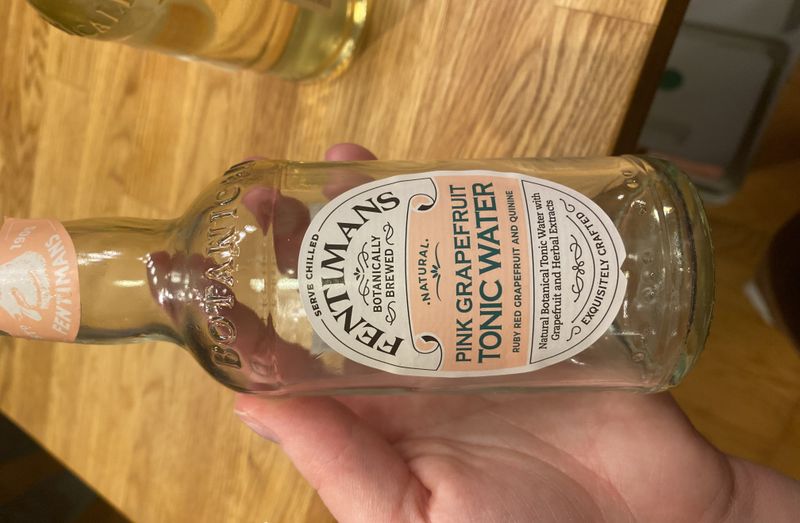 SERVE CHILLED
FENTIMANS
BOTANICALLY
BREWED
.NATURAL.
PINK GRAPEFRUIT
TONIC WATER
RUBY RED GRAPEFRUIT AND QUININE
Natural Botanical Tonic Water with
Grapefruit and Herbal Extracts
EXQUISITELY CRAFTED
FENTIMANS